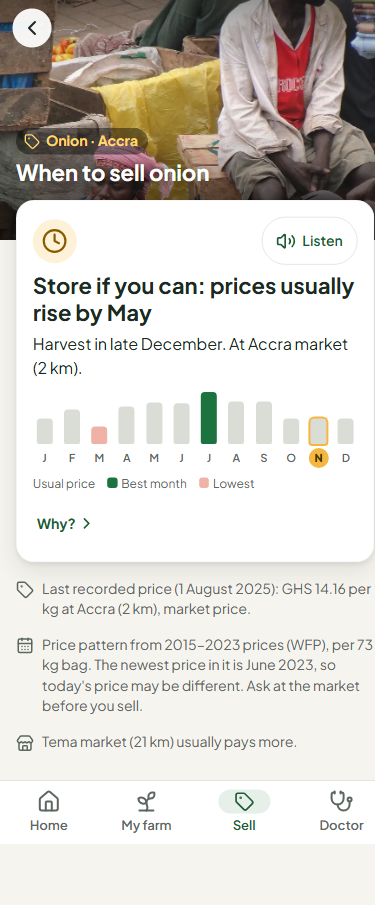 Onion · Accra
When to sell onion
Listen
Store if you can: prices usually
rise by May
Harvest in late December. At Accra market
(2 km).
J F M A M J J A S O N D
Usual price Best month Lowest
Why?
Last recorded price (1 August 2025): GHS 14.16 per
kg at Accra (2 km), market price.
Price pattern from 2015–2023 prices (WFP), per 73
kg bag. The newest price in it is June 2023, so
today's price may be different. Ask at the market
before you sell.
Tema market (21 km) usually pays more.
Home My farm Sell Doctor